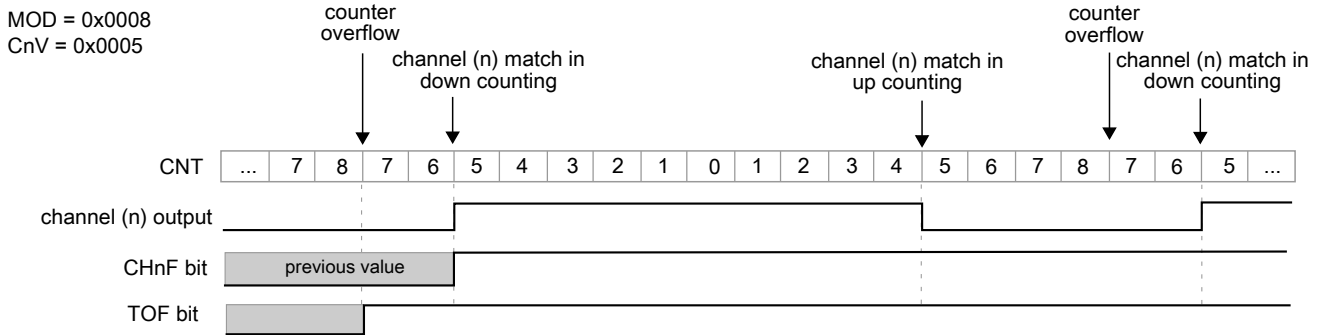 MOD = 0x0008
CnV = 0x0005
counter
overflow
channel (n) match in
down counting
channel (n) match in
up counting
counter
overflow
channel (n) match in
down counting
CNT ... 7 8 7 6 5 4 3 2 1 0 1 2 3 4 5 6 7 8 7 6 5 ...
channel (n) output
CHnF bit previous value
TOF bit